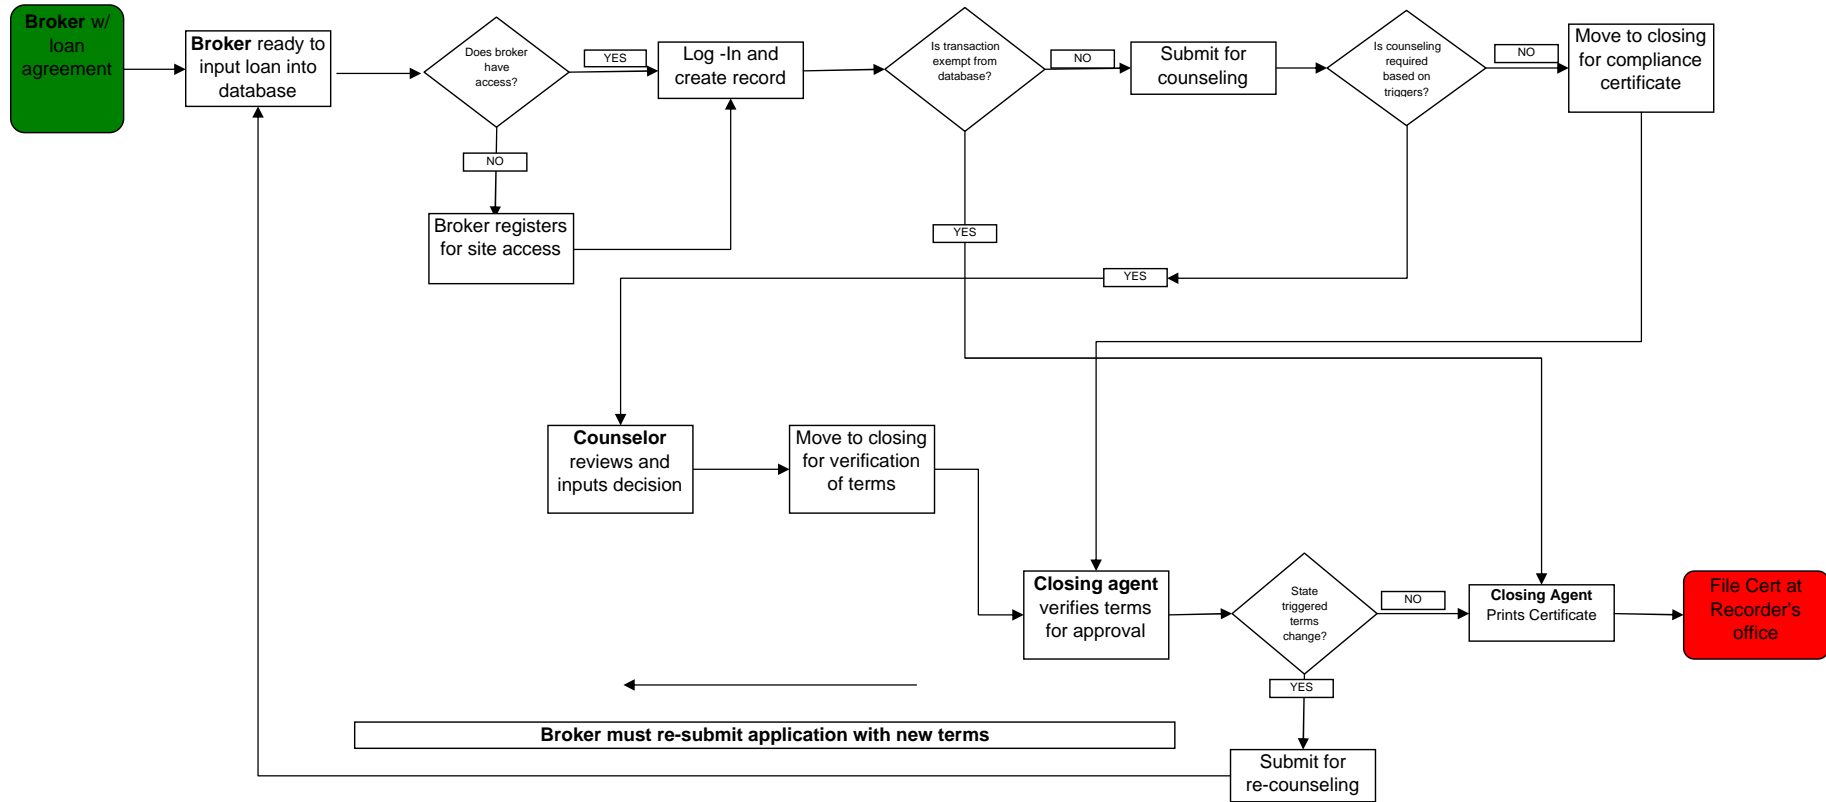 Broker w/
loan
agreement
Broker ready to
input loan into
database
Does broker
have
access?
YES
NO
Broker registers
for site access
Log -In and
create record
Is transaction
exempt from
database?
NO
YES
Submit for
counseling
Is counseling
required
based on
triggers?
NO
YES
Move to closing
for compliance
certificate
Counselor
reviews and
inputs decision
Move to closing
for verification
of terms
Closing agent
verifies terms
for approval
State
triggered
terms
change?
NO
YES
Closing Agent
Prints Certificate
File Cert at
Recorder's
office
Broker must re-submit application with new terms
Submit for
re-counseling